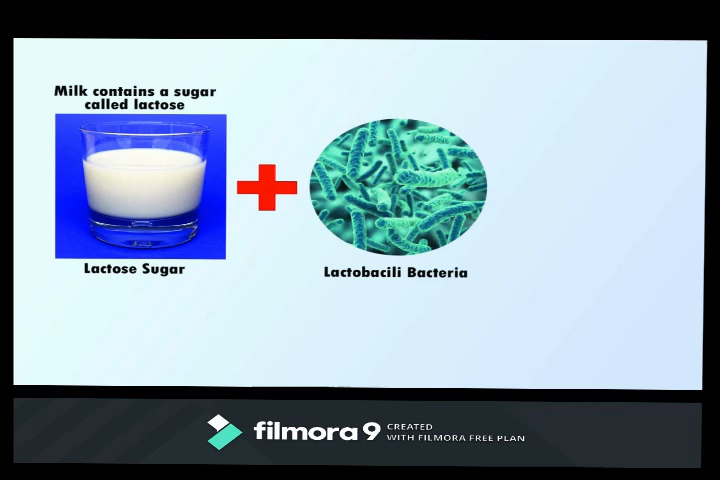 Milk contains a sugar
called lactose
Lactose Sugar
Lactobacili Bacteria
filmora 9 CREATED
WITH FILMORA FREE PLAN